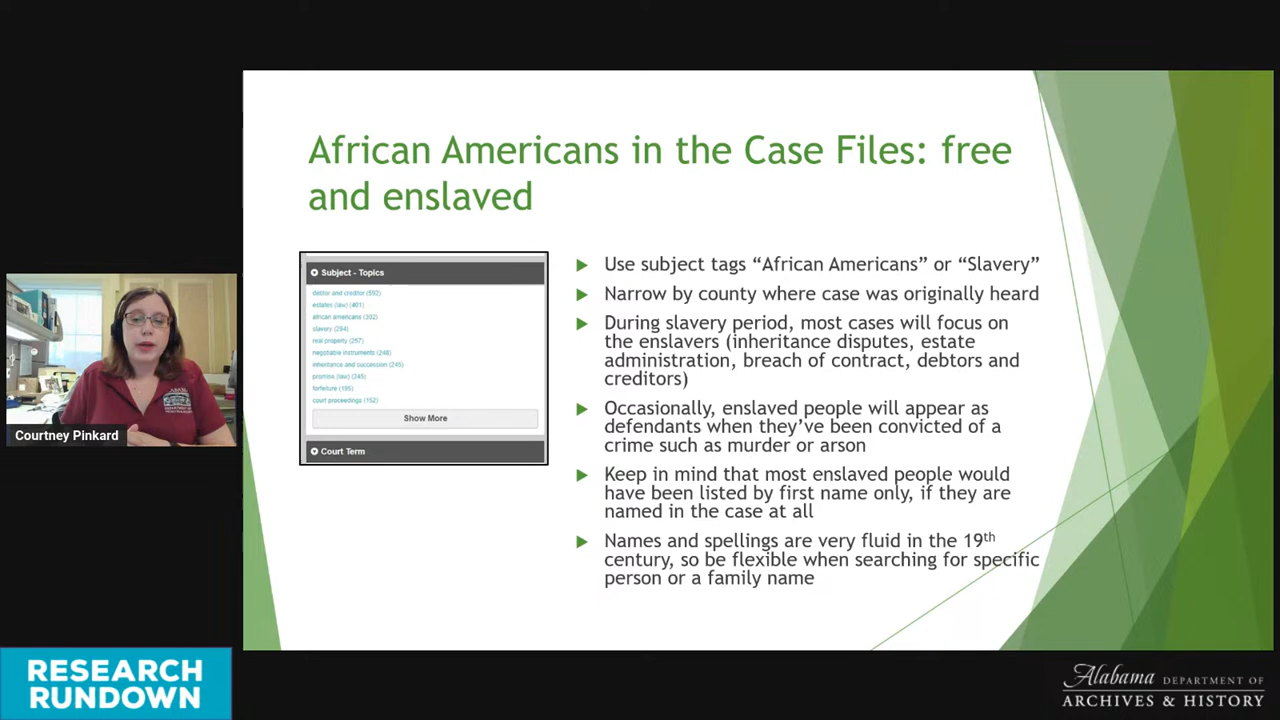 African Americans in the Case Files: free
and enslaved
Subject - Topics
debtor and creditor (592)
estates (law) (401)
african americans (302)
slavery (284)
real property (257)
negotiable instruments (248)
inheritance and succession (245)
promise (law) (245)
forfeiture (195)
court proceedings (152)
Show More
Court Term
Use subject tags “African Americans” or “Slavery”
Narrow by county where case was originally heard
During slavery period, most cases will focus on
the enslavers (inheritance disputes, estate
administration, breach of contract, debtors and
creditors)
Occasionally, enslaved people will appear as
defendants when they’ve been convicted of a
crime such as murder or arson
Keep in mind that most enslaved people would
have been listed by first name only, if they are
named in the case at all
Names and spellings are very fluid in the 19th
century, so be flexible when searching for specific
person or a family name
Courtney Pinkard
RESEARCH
RUNDOWN
Alabama DEPARTMENT OF
ARCHIVES & HISTORY